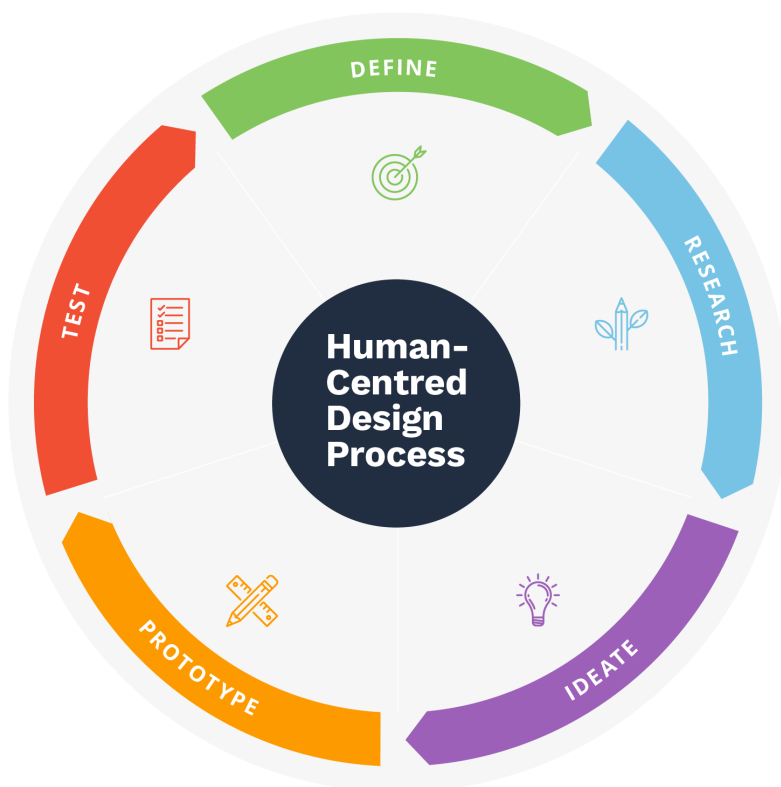 DEFINE
RESEARCH
IDEATE
PROTOTYPE
TEST
Human-
Centred
Design
Process